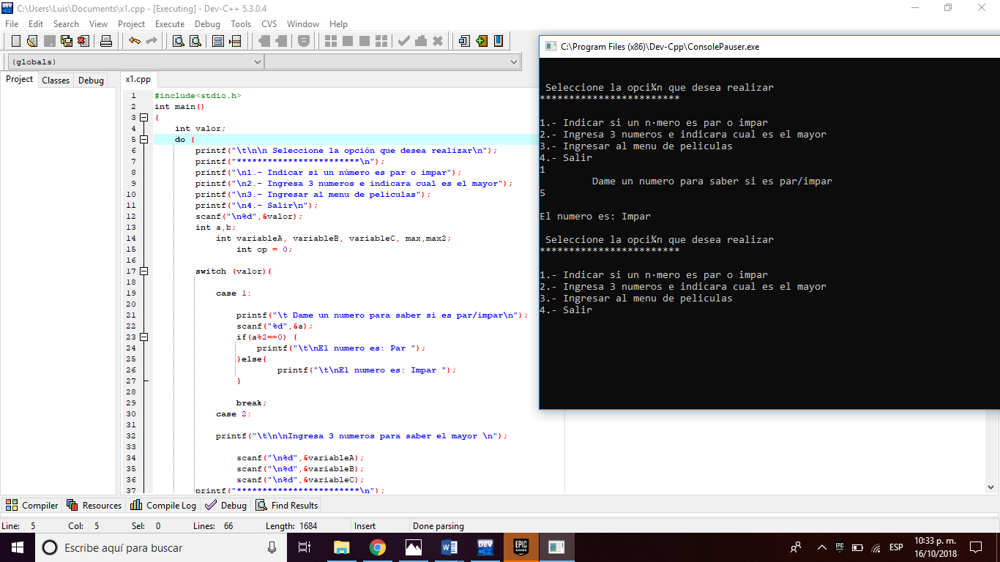 C:\Users\Luis\Documents\x1.cpp - [Executing] - Dev-C++ 5.3.0.4
File Edit Search View Project Execute Debug Tools CVS Window Help
(globals)
Project Classes Debug
x1.cpp
1 #include<stdio.h>
2 int main()
3 {
4 int valor;
5 do {
6 printf("\t\n\n Seleccione la opción que desea realizar\n");
7 printf("************************\n");
8 printf("\n1.- Indicar si un número es par o impar");
9 printf("\n2.- Ingresa 3 numeros e indicara cual es el mayor");
10 printf("\n3.- Ingresar al menu de peliculas");
11 printf("\n4.- Salir\n");
12 scanf("\n%d",&valor);
13 int a,b;
14 int variableA, variableB, variableC, max,max2;
15 int op = 0;
16
17 switch (valor){
18
19 case 1:
20
21 printf("\t Dame un numero para saber si es par/impar\n");
22 scanf("%d",&a);
23 if(a%2==0) {
24 printf("\t\nEl numero es: Par ");
25 }else{
26 printf("\t\nEl numero es: Impar ");
27 }
28
29 break;
30 case 2:
31
32 printf("\t\n\nIngresa 3 numeros para saber el mayor \n");
33
34 scanf("\n%d",&variableA);
35 scanf("\n%d",&variableB);
36 scanf("\n%d",&variableC);
37 printf("************************\n");
C:\Program Files (x86)\Dev-Cpp\ConsolePauser.exe
Seleccione la opci¾n que desea realizar
************************
1.- Indicar si un n·mero es par o impar
2.- Ingresa 3 numeros e indicara cual es el mayor
3.- Ingresar al menu de peliculas
4.- Salir
1
Dame un numero para saber si es par/impar
5
El numero es: Impar
Seleccione la opci¾n que desea realizar
************************
1.- Indicar si un n·mero es par o impar
2.- Ingresa 3 numeros e indicara cual es el mayor
3.- Ingresar al menu de peliculas
4.- Salir
Compiler Resources Compile Log Debug Find Results
Line: 5 Col: 5 Sel: 0 Lines: 66 Length: 1684 Insert Done parsing
Escribe aquí para buscar
DEV
EPIC GAMES
ESP
10:33 p. m.
16/10/2018